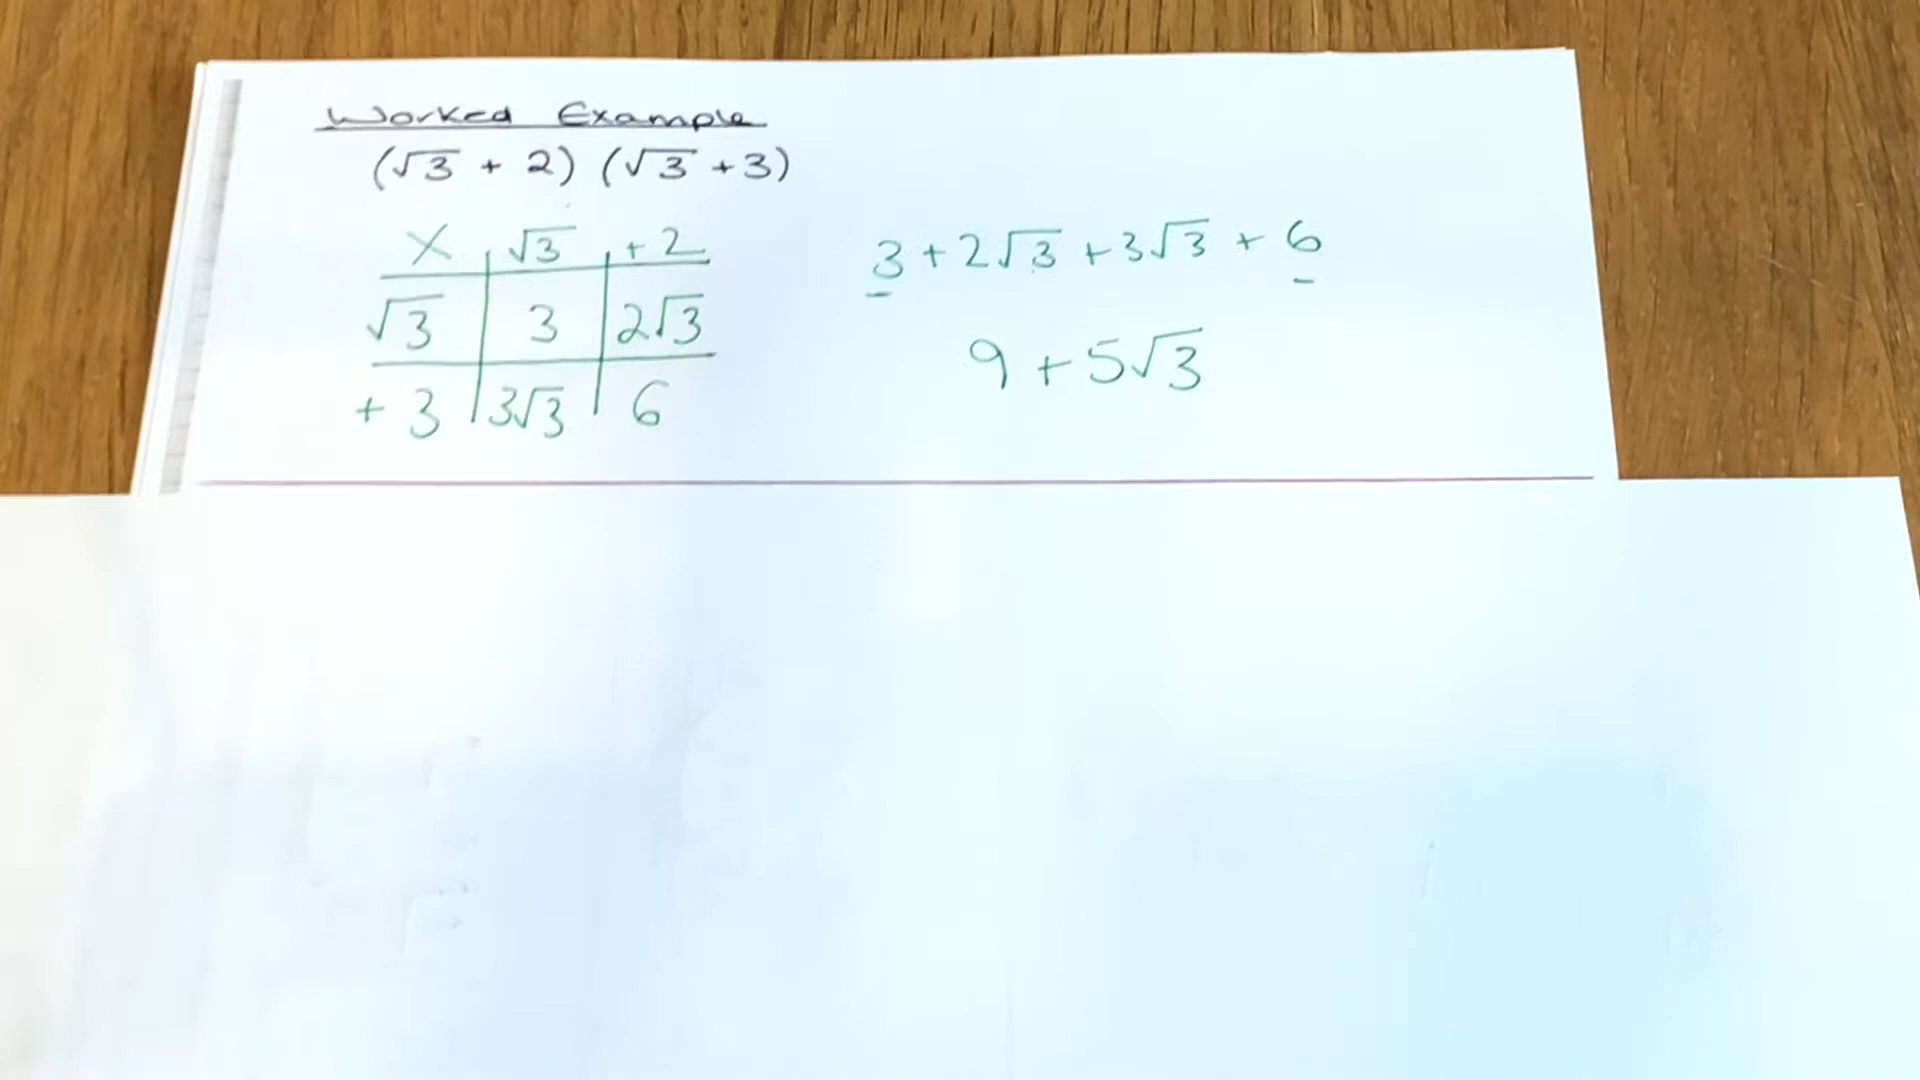 Worked Example
(√3 + 2) (√3 + 3)
X √3 + 2
√3 3 2√3
+ 3 3√3 6
3 + 2√3 + 3√3 + 6
9 + 5√3